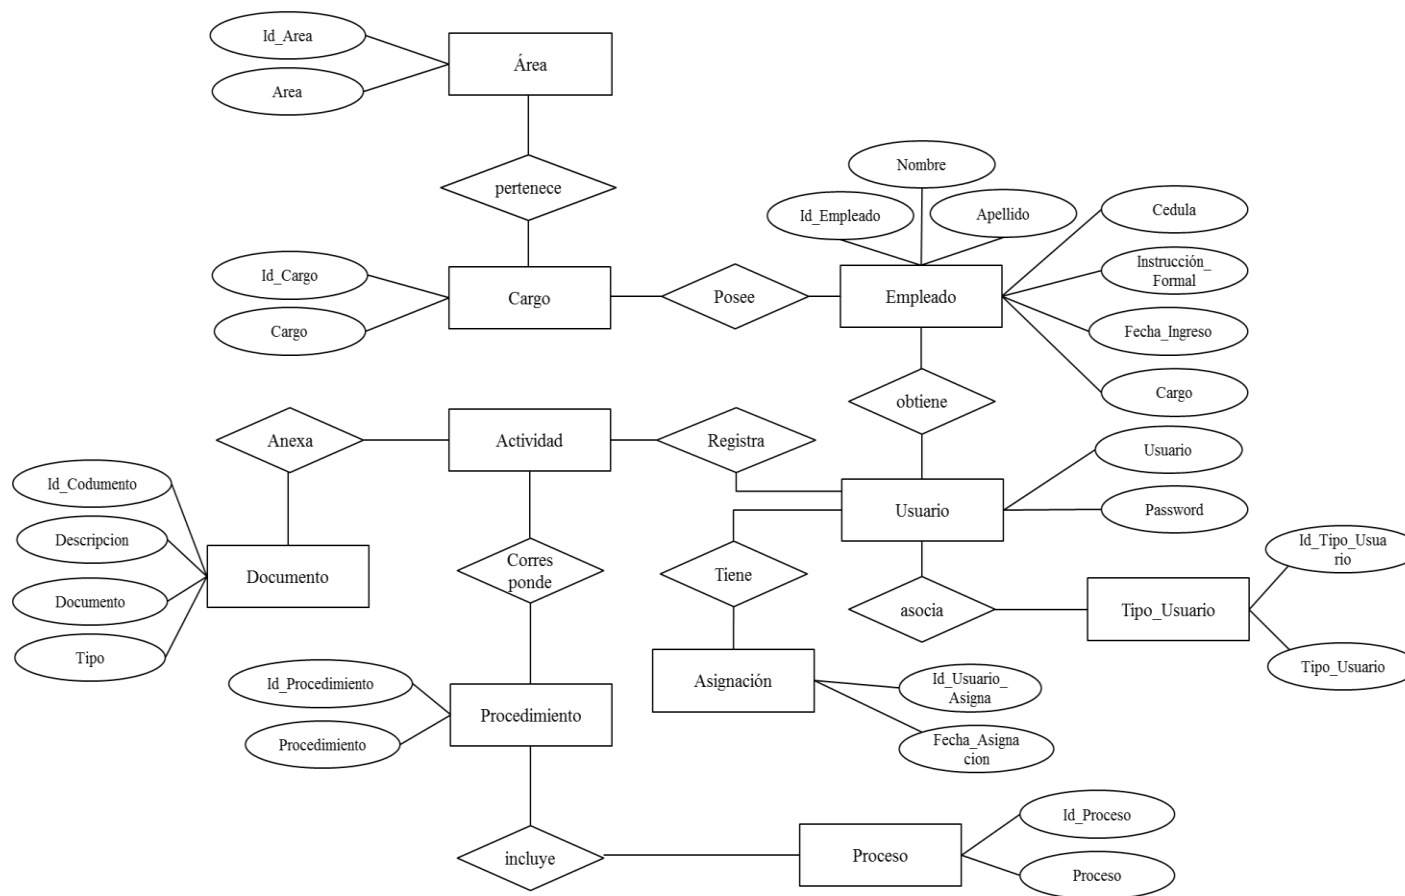 Id_Area
Área
Area
Nombre
pertenece
Id_Empleado
Apellido
Cedula
Id_Cargo
Cargo
Cargo
Posee
Empleado
Instrucción_
Formal
Fecha_Ingreso
Cargo
obtiene
Anexa
Actividad
Registra
Usuario
Id_Codumento
Descripcion
Documento
Documento
Tipo
Corres
ponde
Usuario
Password
Tiene
asocia
Tipo_Usuario
Id_Tipo_Usua
rio
Tipo_Usuario
Id_Procedimiento
Procedimiento
Procedimiento
Asignación
Id_Usuario_
Asigna
Fecha_Asigna
cion
incluye
Proceso
Id_Proceso
Proceso